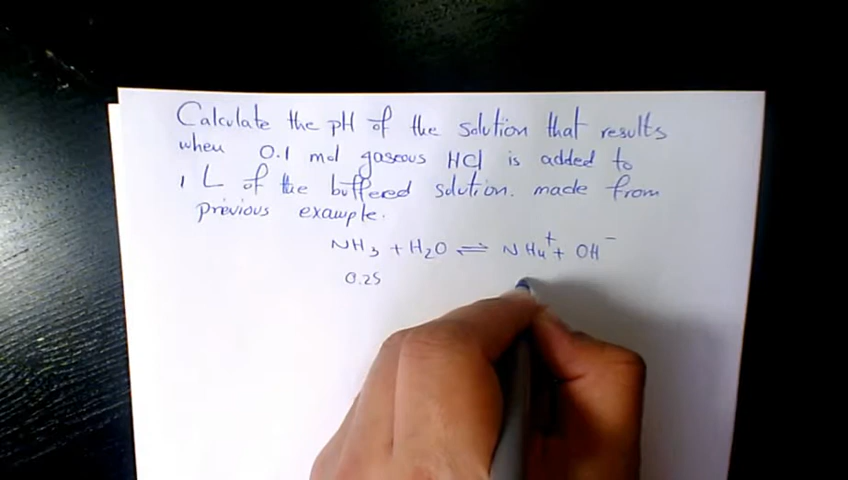 Calculate the pH of the solution that results
when 0.1 mol gaseous HCl is added to
1 L of the buffered solution. made from
previous example.
NH₃ + H₂O ⇌ NH₄⁺ + OH⁻
0.25